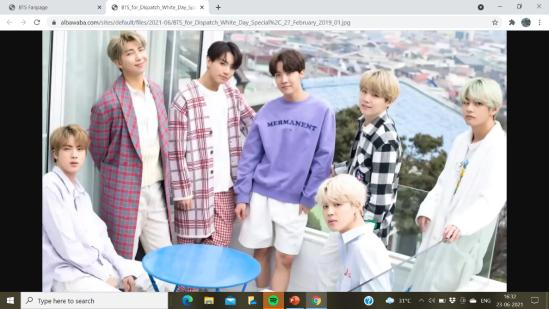 BTS Fanpage
BTS_for_Dispatch_White_Day_Spec
albawaba.com/sites/default/files/2021-06/BTS_for_Dispatch_White_Day_Special%2C_27_February_2019_01.jpg
MERMANENT
Type here to search
31°C
ENG
16:32
23-06-2021